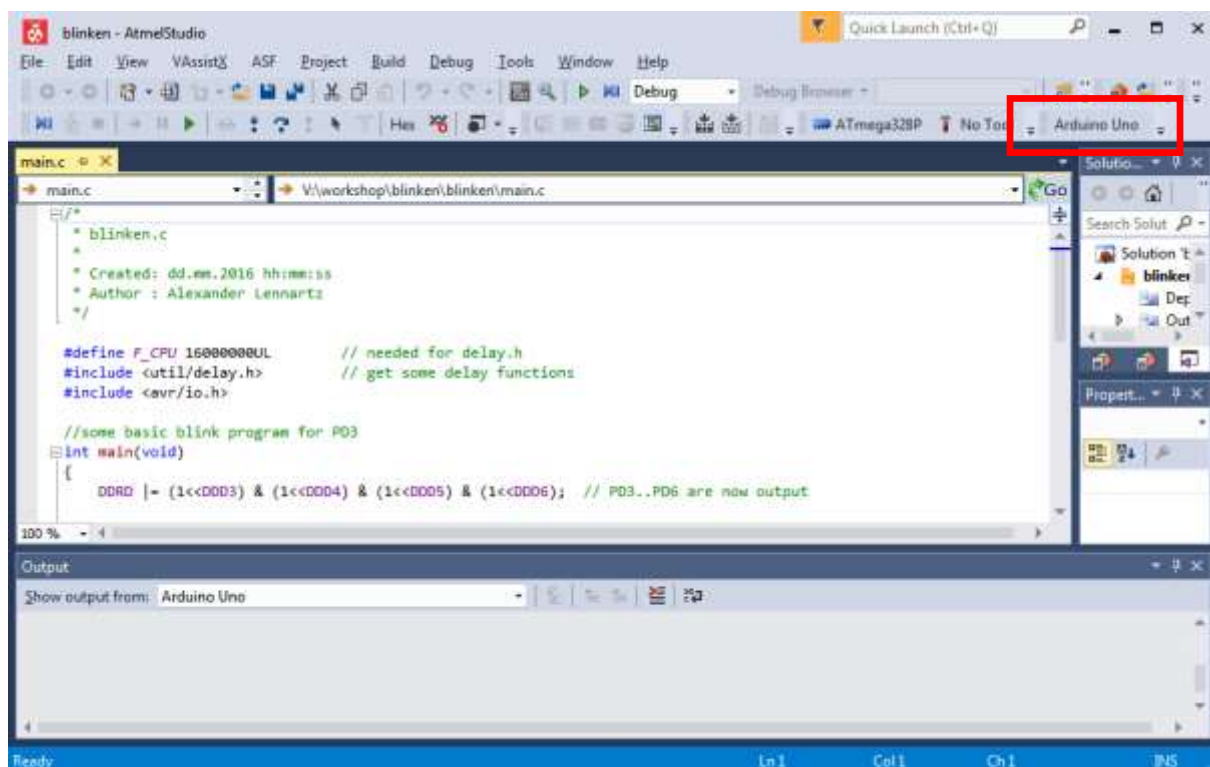 blinken - AtmelStudio
Quick Launch (Ctrl+Q)
File Edit View VAssistX ASF Project Build Debug Tools Window Help
Debug Debug Browser
Hex ATmega328P No Tool Arduino Uno
main.c
Solutio...
main.c V:\workshop\blinken\blinken\main.c Go
/*
* blinken.c
*
* Created: dd.mm.2016 hh:mm:ss
* Author : Alexander Lennartz
*/
#define F_CPU 16000000UL // needed for delay.h
#include <util/delay.h> // get some delay functions
#include <avr/io.h>
//some basic blink program for PD3
int main(void)
{
DDRD |= (1<<DDD3) & (1<<DDD4) & (1<<DDD5) & (1<<DDD6); // PD3..PD6 are now output
100 %
Search Solut
Solution 'b
blinken
Dep
Out
Propert...
Output
Show output from: Arduino Uno
Ready Ln 1 Col 1 Ch 1 INS